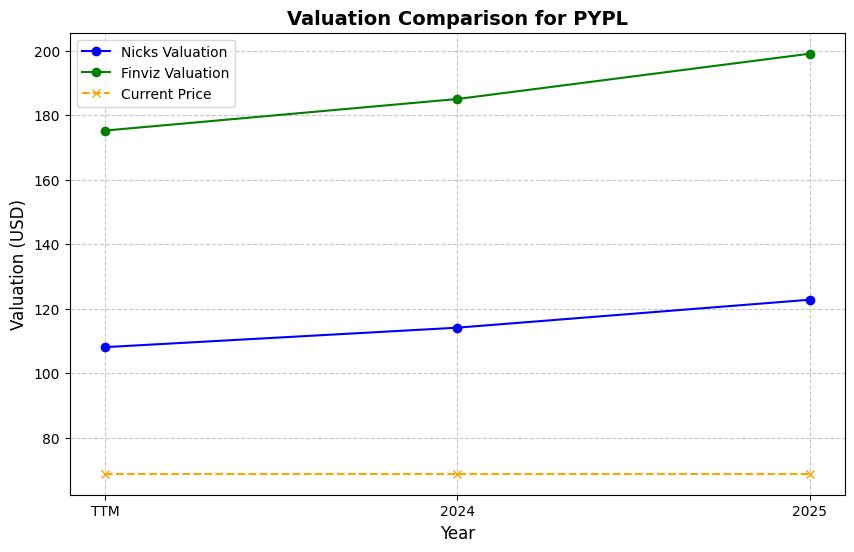 Valuation Comparison for PYPL
Nicks Valuation
Finviz Valuation
Current Price
Valuation (USD)
200
180
160
140
120
100
80
TTM
2024
2025
Year